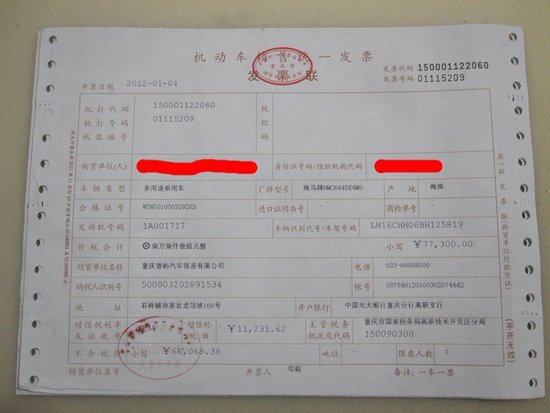 机动车销售统一发票
发票联
发票代码 150001122060
发票号码 01115209
开票日期 2012-01-04
机打代码 150001122060
机打号码 01115209
机器编号
税控码
购货单位(人) 身份证号码/组织机构代码
车辆类型 多用途乘用车 厂牌型号 海马牌HMC6445E4M0 产地 海南
合格证号 进口证明书号 商检单号
发动机号码 1A001717 车辆识别代号/车架号码 LH16CHH06BH125819
价税合计 ⊗柒万柒仟叁佰元整 小写 ￥77,300.00
销货单位名称 重庆普屿汽车贸易有限公司 电话 023-68888000
纳税人识别号 500903202891534 账号 087840120100302074442
地址 石桥铺孙家岩老顶坡166号 开户银行 中国光大银行重庆分行高新支行
增值税税率或征收率 增值税税额 ￥11,231.62 主管税务机关及代码 重庆市国家税务局高新技术开发区分局 150090300
不含税价 小写 ￥66,068.38 吨位 限乘人数 7
销货单位盖章 开票人 邓莉 备注:一车一票
第一联 发票联(购货单位付款凭证)
(手开无效)